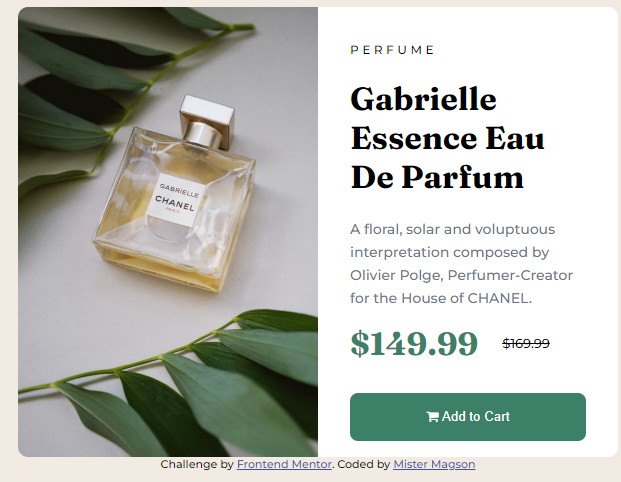 PERFUME
Gabrielle
Essence Eau
De Parfum
A floral, solar and voluptuous
interpretation composed by
Olivier Polge, Perfumer-Creator
for the House of CHANEL.
$149.99 $169.99
Add to Cart
GABRIELLE
CHANEL
PARIS
Challenge by Frontend Mentor. Coded by Mister Magson